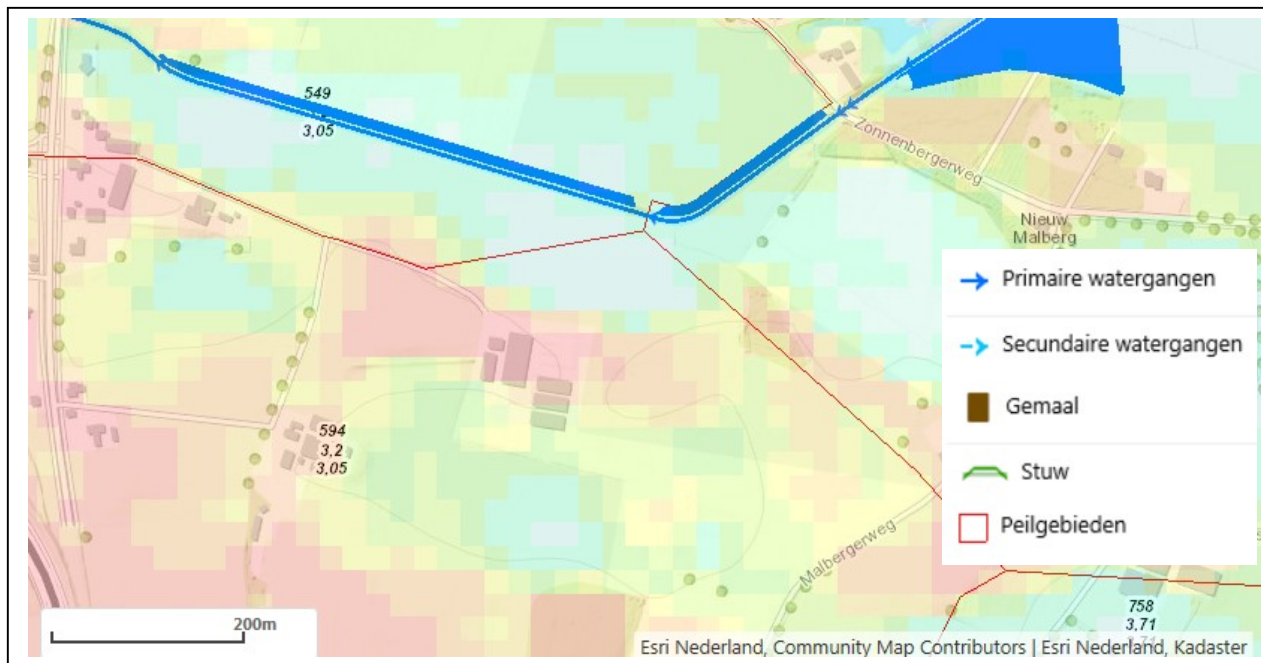 549
3,05
Zonnenbergerweg
Nieuw
Malberg
Primaire watergangen
Secundaire watergangen
Gemaal
Stuw
Peilgebieden
594
3,2
3,05
Malbergerweg
758
3,71
200m
Esri Nederland, Community Map Contributors | Esri Nederland, Kadaster